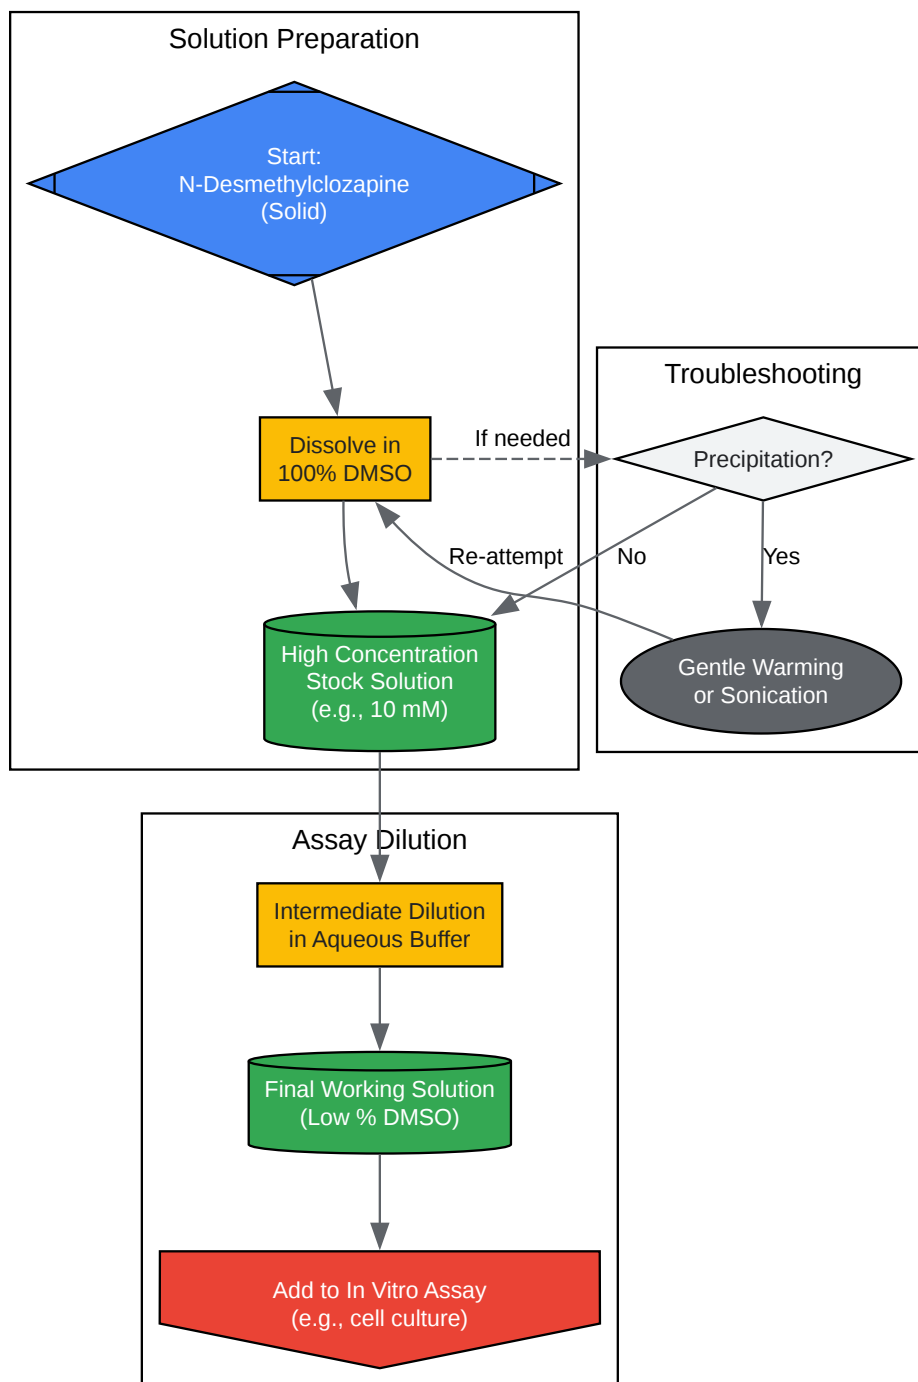 Solution Preparation
Start:
N-Desmethylclozapine
(Solid)
Troubleshooting
Dissolve in
100% DMSO
If needed
Precipitation?
Re-attempt
No
Yes
High Concentration
Stock Solution
(e.g., 10 mM)
Gentle Warming
or Sonication
Assay Dilution
Intermediate Dilution
in Aqueous Buffer
Final Working Solution
(Low % DMSO)
Add to In Vitro Assay
(e.g., cell culture)